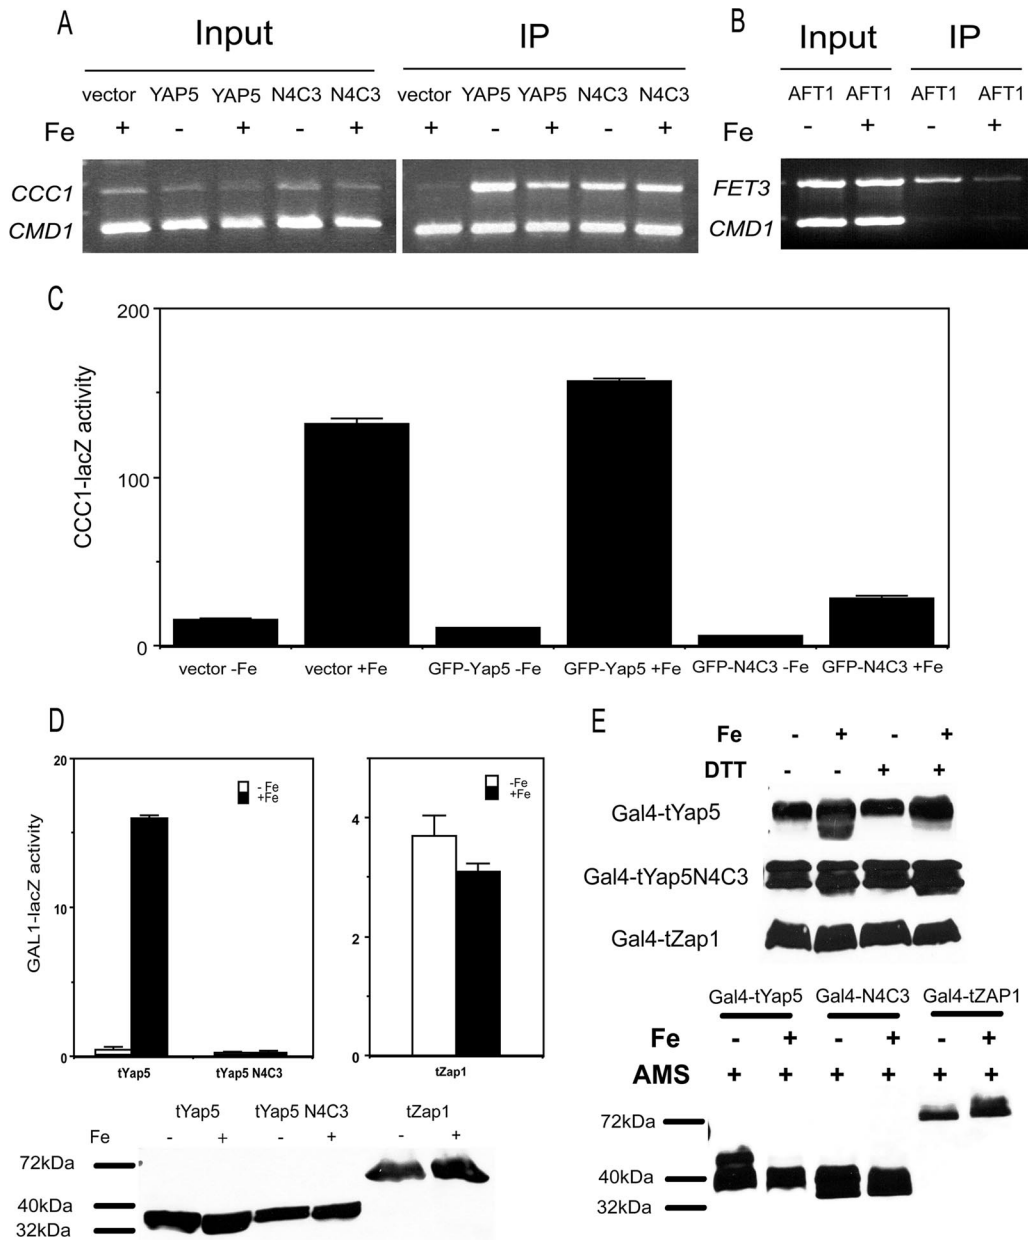 A
Input
IP
vector YAP5 YAP5 N4C3 N4C3
vector YAP5 YAP5 N4C3 N4C3
Fe + - + - +
+ - + - +
CCC1
CMD1
B
Input
IP
AFT1 AFT1 AFT1 AFT1
Fe - + - +
FET3
CMD1
C
CCC1-lacZ activity
200
100
0
vector -Fe
vector +Fe
GFP-Yap5 -Fe
GFP-Yap5 +Fe
GFP-N4C3 -Fe
GFP-N4C3 +Fe
D
GAL1-lacZ activity
20
10
0
- Fe
+Fe
tYap5
tYap5 N4C3
4
2
0
-Fe
+Fe
tZap1
tYap5 tYap5 N4C3 tZap1
Fe - + - + - +
72kDa
40kDa
32kDa
E
Fe - + - +
DTT - - + +
Gal4-tYap5
Gal4-tYap5N4C3
Gal4-tZap1
Gal4-tYap5 Gal4-N4C3 Gal4-tZAP1
Fe - + - + - +
AMS + + + + + +
72kDa
40kDa
32kDa